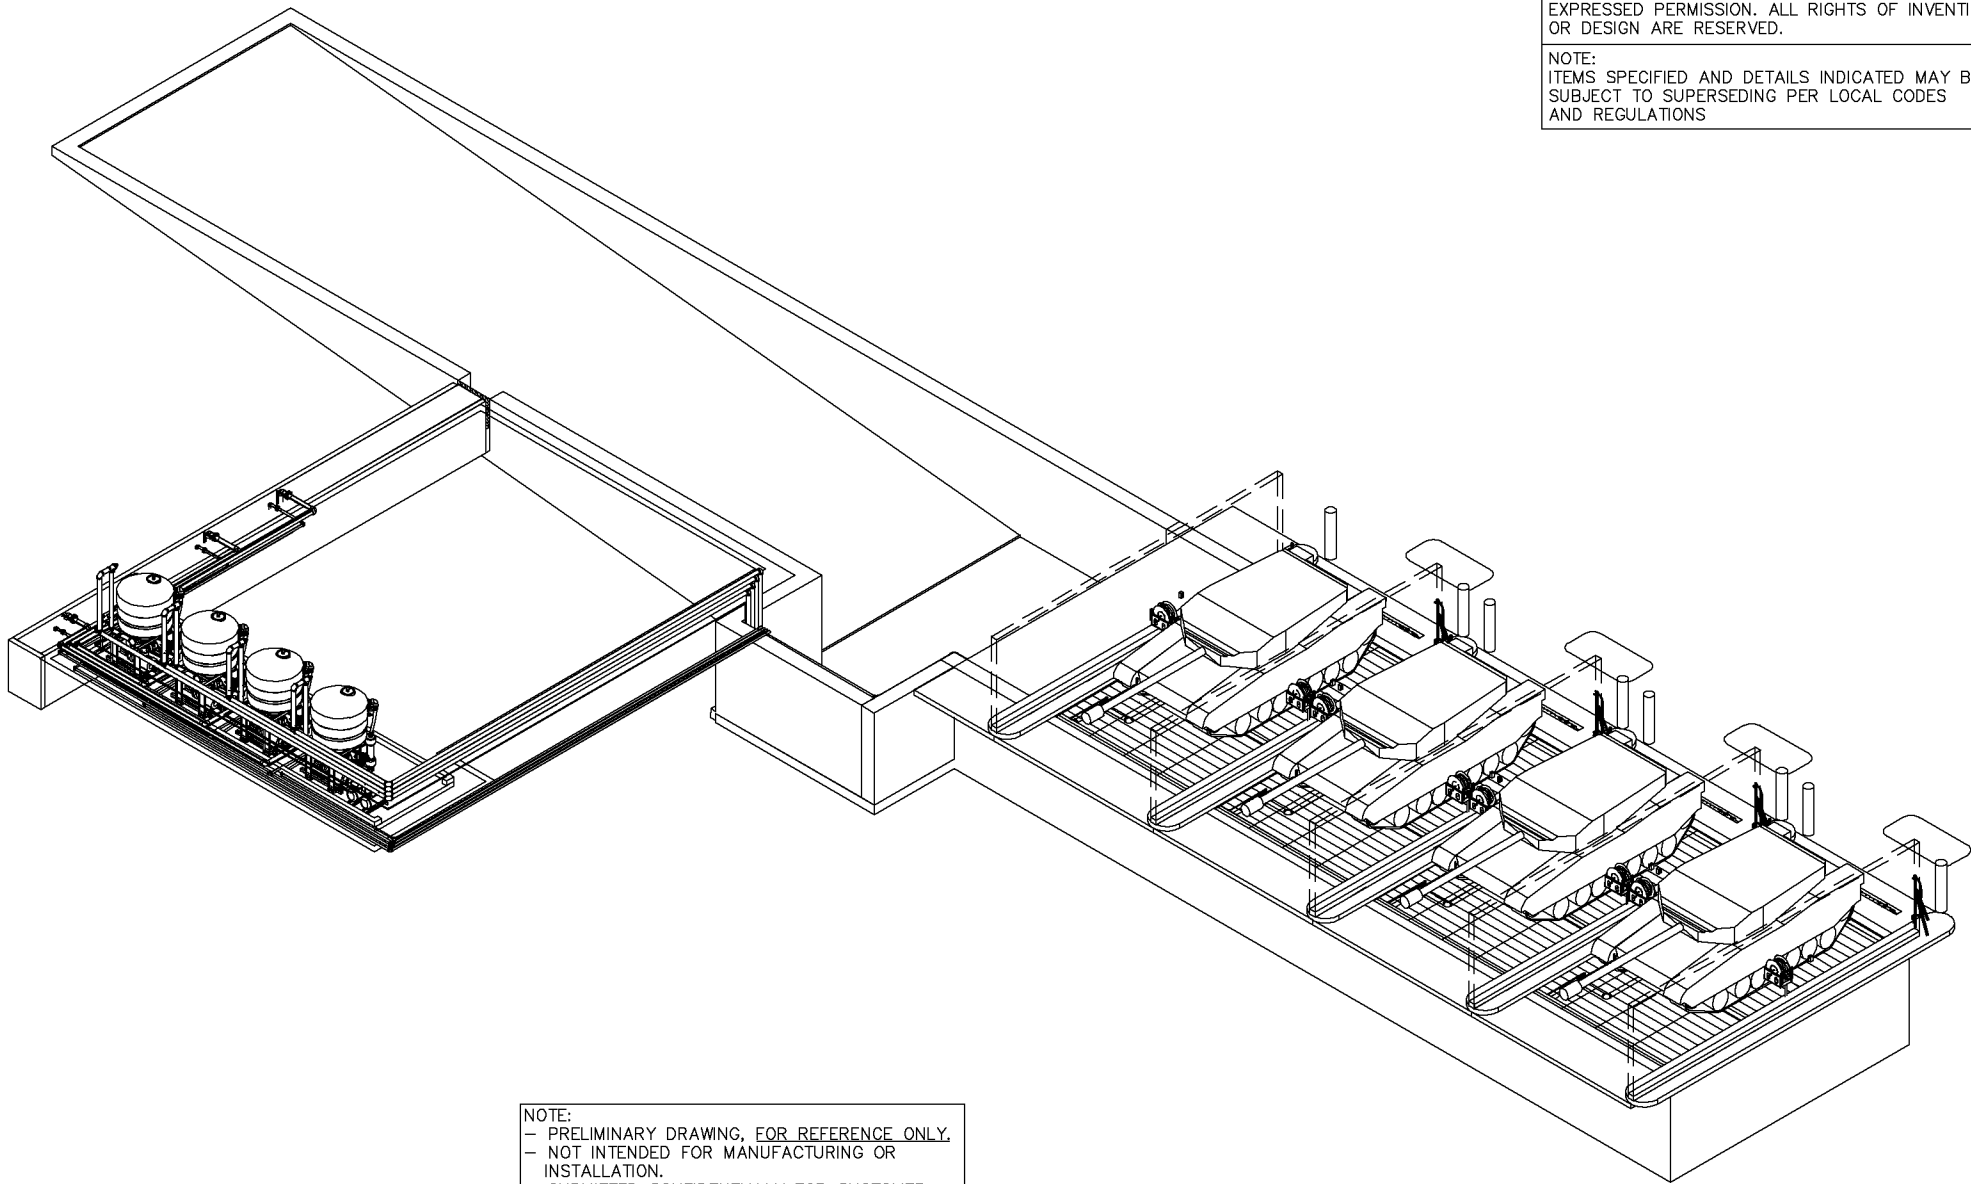 EXPRESSED PERMISSION. ALL RIGHTS OF INVENTI
OR DESIGN ARE RESERVED.
NOTE:
ITEMS SPECIFIED AND DETAILS INDICATED MAY B
SUBJECT TO SUPERSEDING PER LOCAL CODES
AND REGULATIONS
NOTE:
– PRELIMINARY DRAWING, FOR REFERENCE ONLY.
– NOT INTENDED FOR MANUFACTURING OR
INSTALLATION.